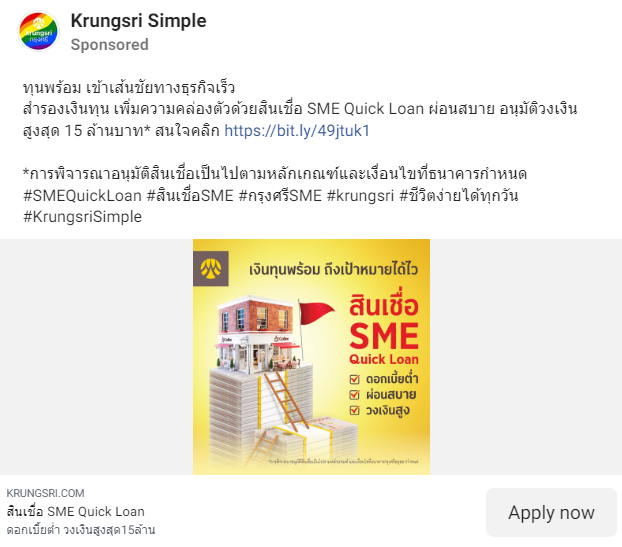 Krungsri Simple
Sponsored
krungsri
กรุงศรี
ทุนพร้อม เข้าเส้นชัยทางธุรกิจเร็ว
สำรองเงินทุน เพิ่มความคล่องตัวด้วยสินเชื่อ SME Quick Loan ผ่อนสบาย อนุมัติวงเงิน
สูงสุด 15 ล้านบาท* สนใจคลิก https://bit.ly/49jtuk1
*การพิจารณาอนุมัติสินเชื่อเป็นไปตามหลักเกณฑ์และเงื่อนไขที่ธนาคารกำหนด
#SMEQuickLoan #สินเชื่อSME #กรุงศรีSME #krungsri #ชีวิตง่ายได้ทุกวัน
#KrungsriSimple
เงินทุนพร้อม ถึงเป้าหมายได้ไว
สินเชื่อ
SME
Quick Loan
ดอกเบี้ยต่ำ
ผ่อนสบาย
วงเงินสูง
Coffee
KRUNGSRI.COM
สินเชื่อ SME Quick Loan
ดอกเบี้ยต่ำ วงเงินสูงสุด15ล้าน
Apply now